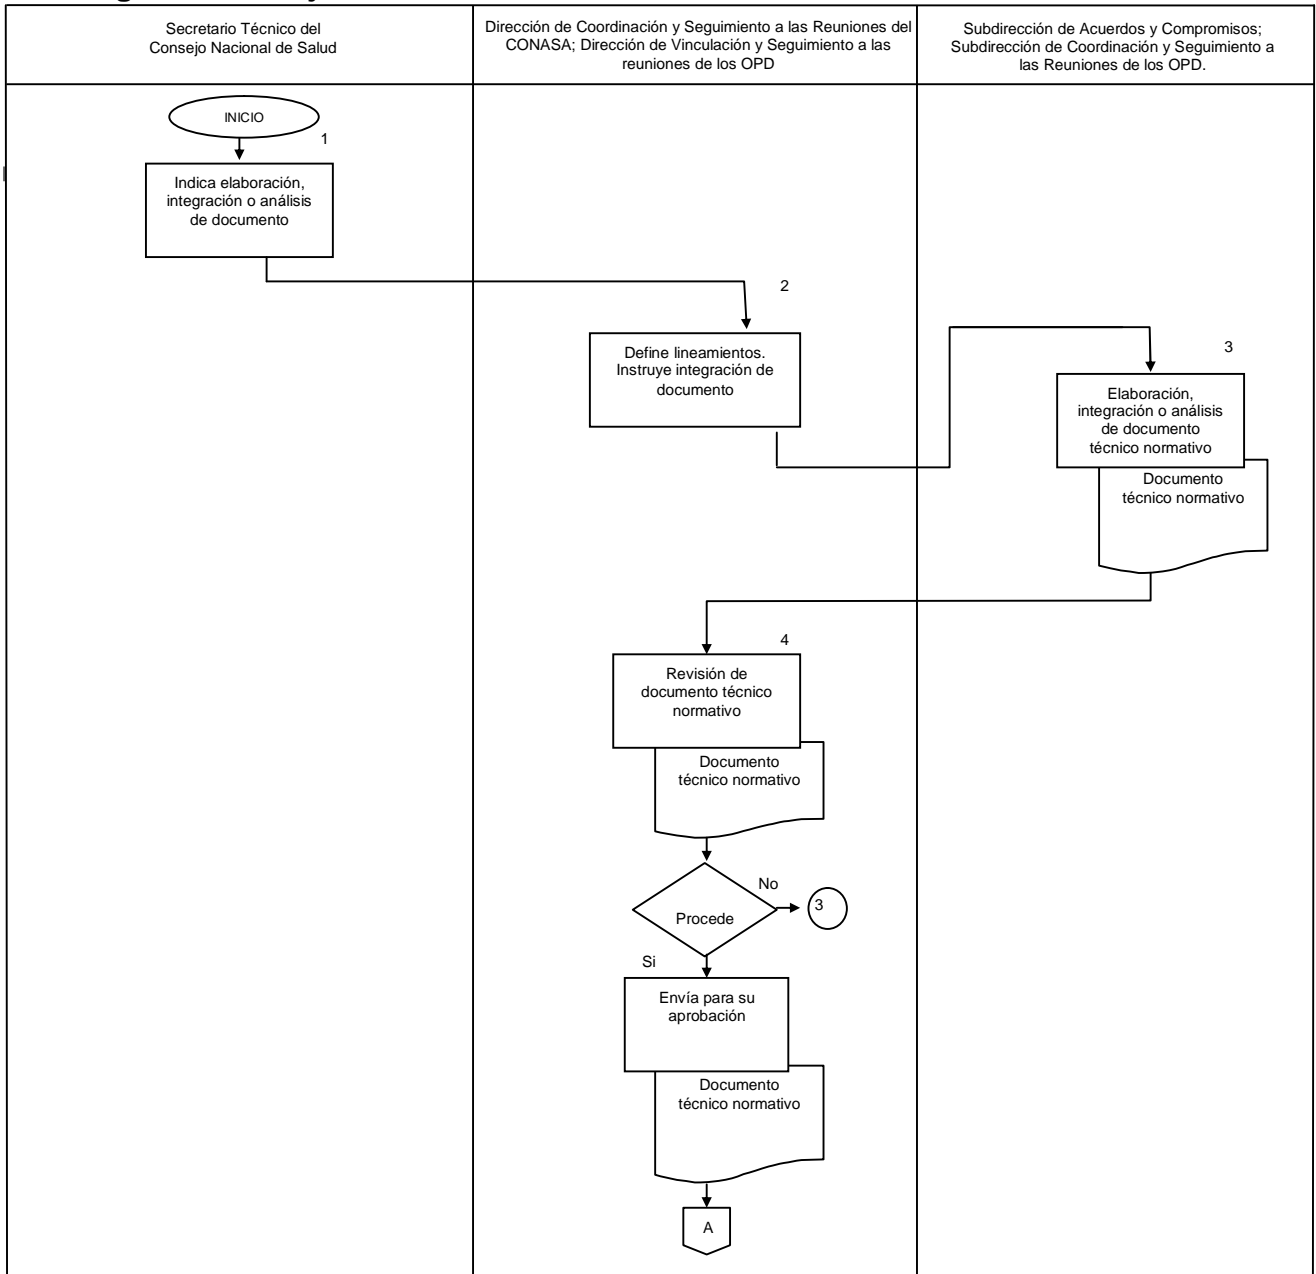 Secretario Técnico del
Consejo Nacional de Salud
Dirección de Coordinación y Seguimiento a las Reuniones del
CONASA; Dirección de Vinculación y Seguimiento a las
reuniones de los OPD
Subdirección de Acuerdos y Compromisos;
Subdirección de Coordinación y Seguimiento a
las Reuniones de los OPD.
INICIO
1
Indica elaboración,
integración o análisis
de documento
2
Define lineamientos.
Instruye integración de
documento
3
Elaboración,
integración o análisis
de documento
técnico normativo
Documento
técnico normativo
4
Revisión de
documento técnico
normativo
Documento
técnico normativo
No
3
Procede
Si
Envía para su
aprobación
Documento
técnico normativo
A